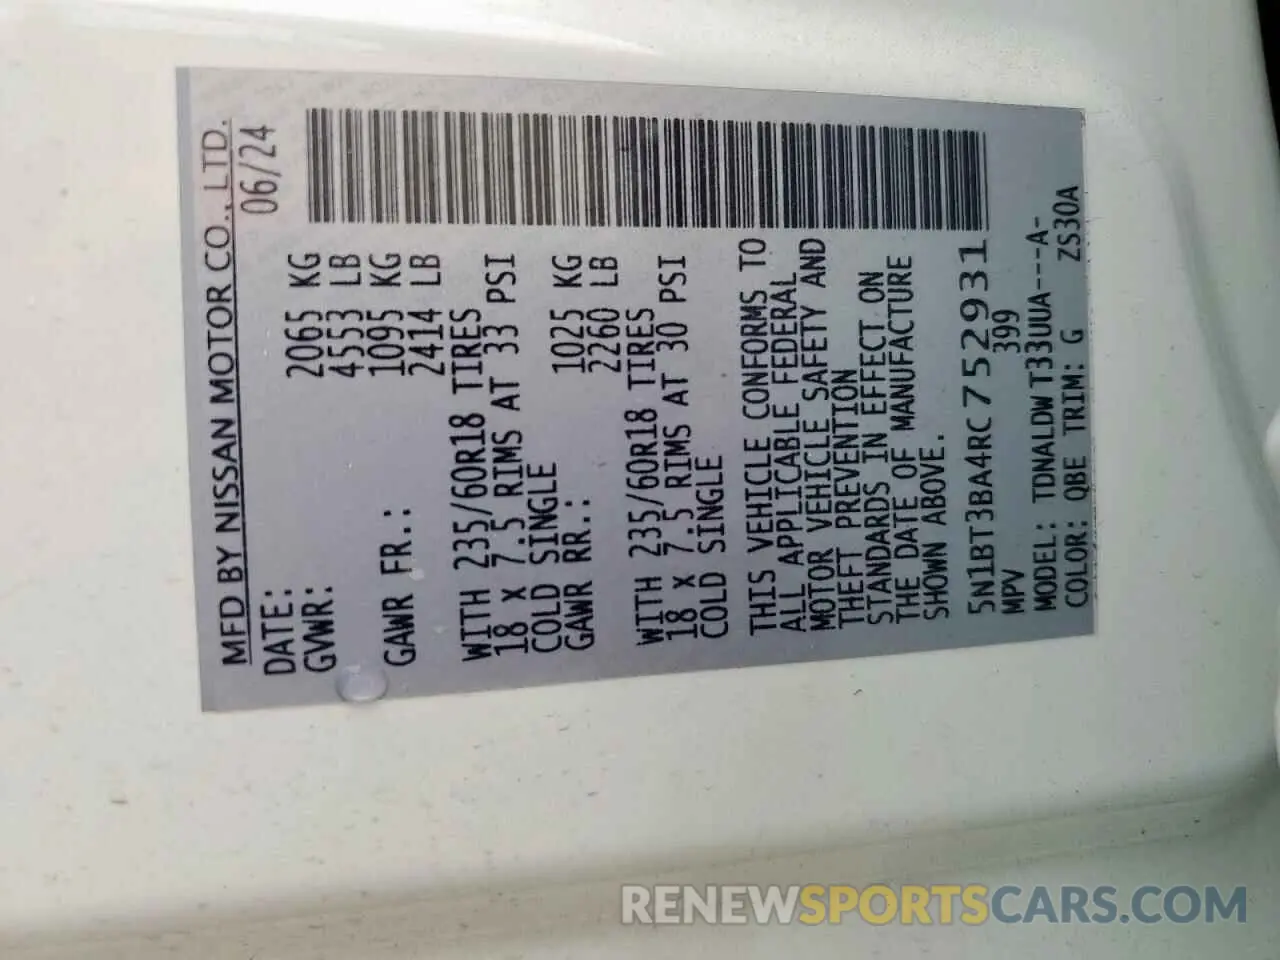 MFD BY NISSAN MOTOR CO., LTD.
DATE: 06/24
GVWR: 2065 KG
4553 LB
GAWR FR.: 1095 KG
2414 LB
WITH 235/60R18 TIRES
18 X 7.5 RIMS AT 33 PSI
COLD SINGLE
GAWR RR.: 1025 KG
2260 LB
WITH 235/60R18 TIRES
18 X 7.5 RIMS AT 30 PSI
COLD SINGLE
THIS VEHICLE CONFORMS TO
ALL APPLICABLE FEDERAL
MOTOR VEHICLE SAFETY AND
THEFT PREVENTION
STANDARDS IN EFFECT ON
THE DATE OF MANUFACTURE
SHOWN ABOVE.
5N1BT3BA4RC752931
MPV 399
MODEL: TDNALDWT33UUA---A-
COLOR: QBE TRIM: G ZS30A
RENEWSPORTSCARS.COM